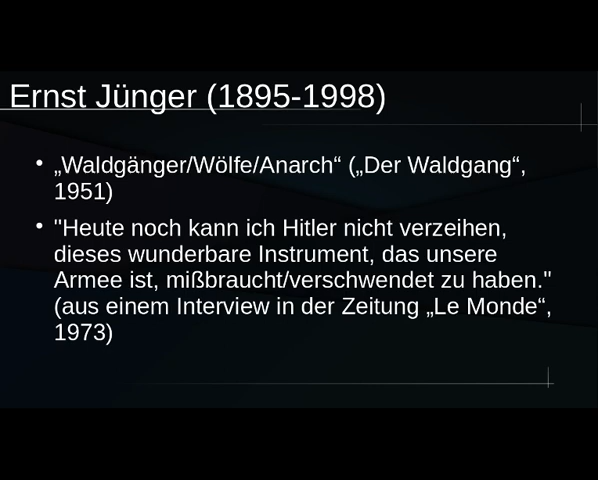 Ernst Jünger (1895-1998)
• „Waldgänger/Wölfe/Anarch“ („Der Waldgang“,
1951)
• "Heute noch kann ich Hitler nicht verzeihen,
dieses wunderbare Instrument, das unsere
Armee ist, mißbraucht/verschwendet zu haben."
(aus einem Interview in der Zeitung „Le Monde“,
1973)